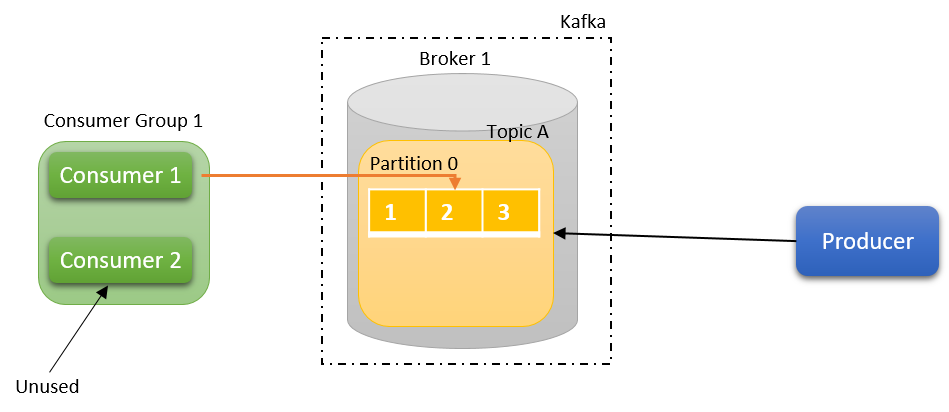 Kafka
Broker 1
Consumer Group 1
Topic A
Partition 0
Consumer 1
1 2 3
Producer
Consumer 2
Unused